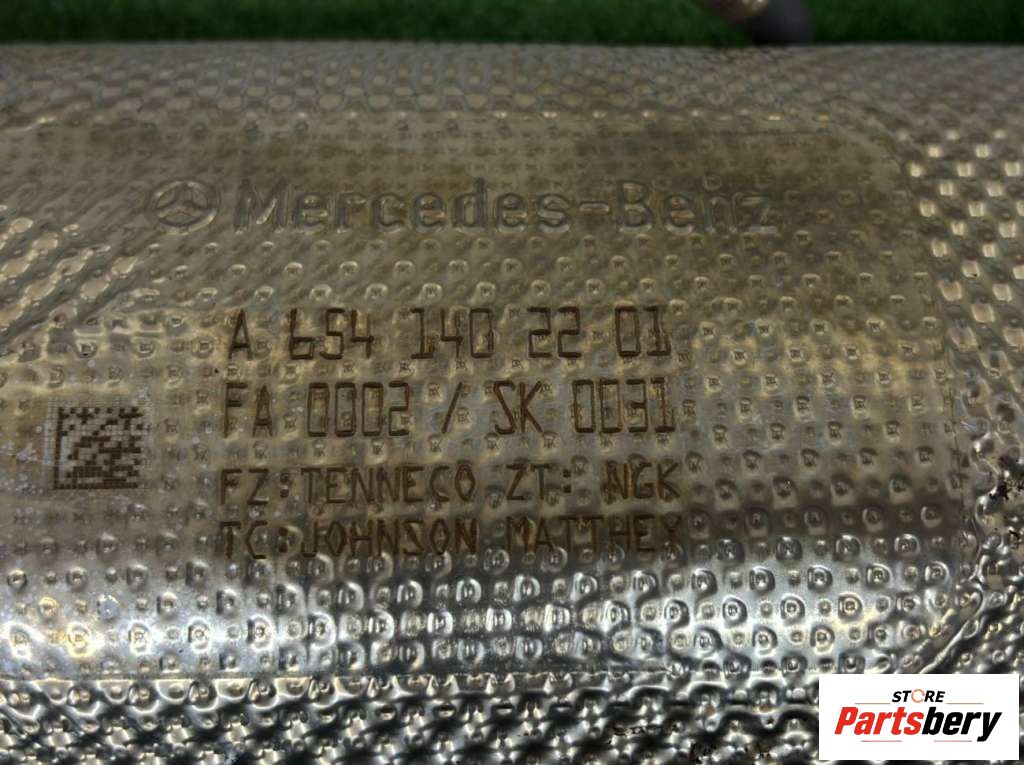 Mercedes-Benz
A 654 140 22 01
FA 0002 / SK 0031
FZ:TENNECO ZT: NGK
TC:JOHNSON MATTHEY
STORE
Partsbery